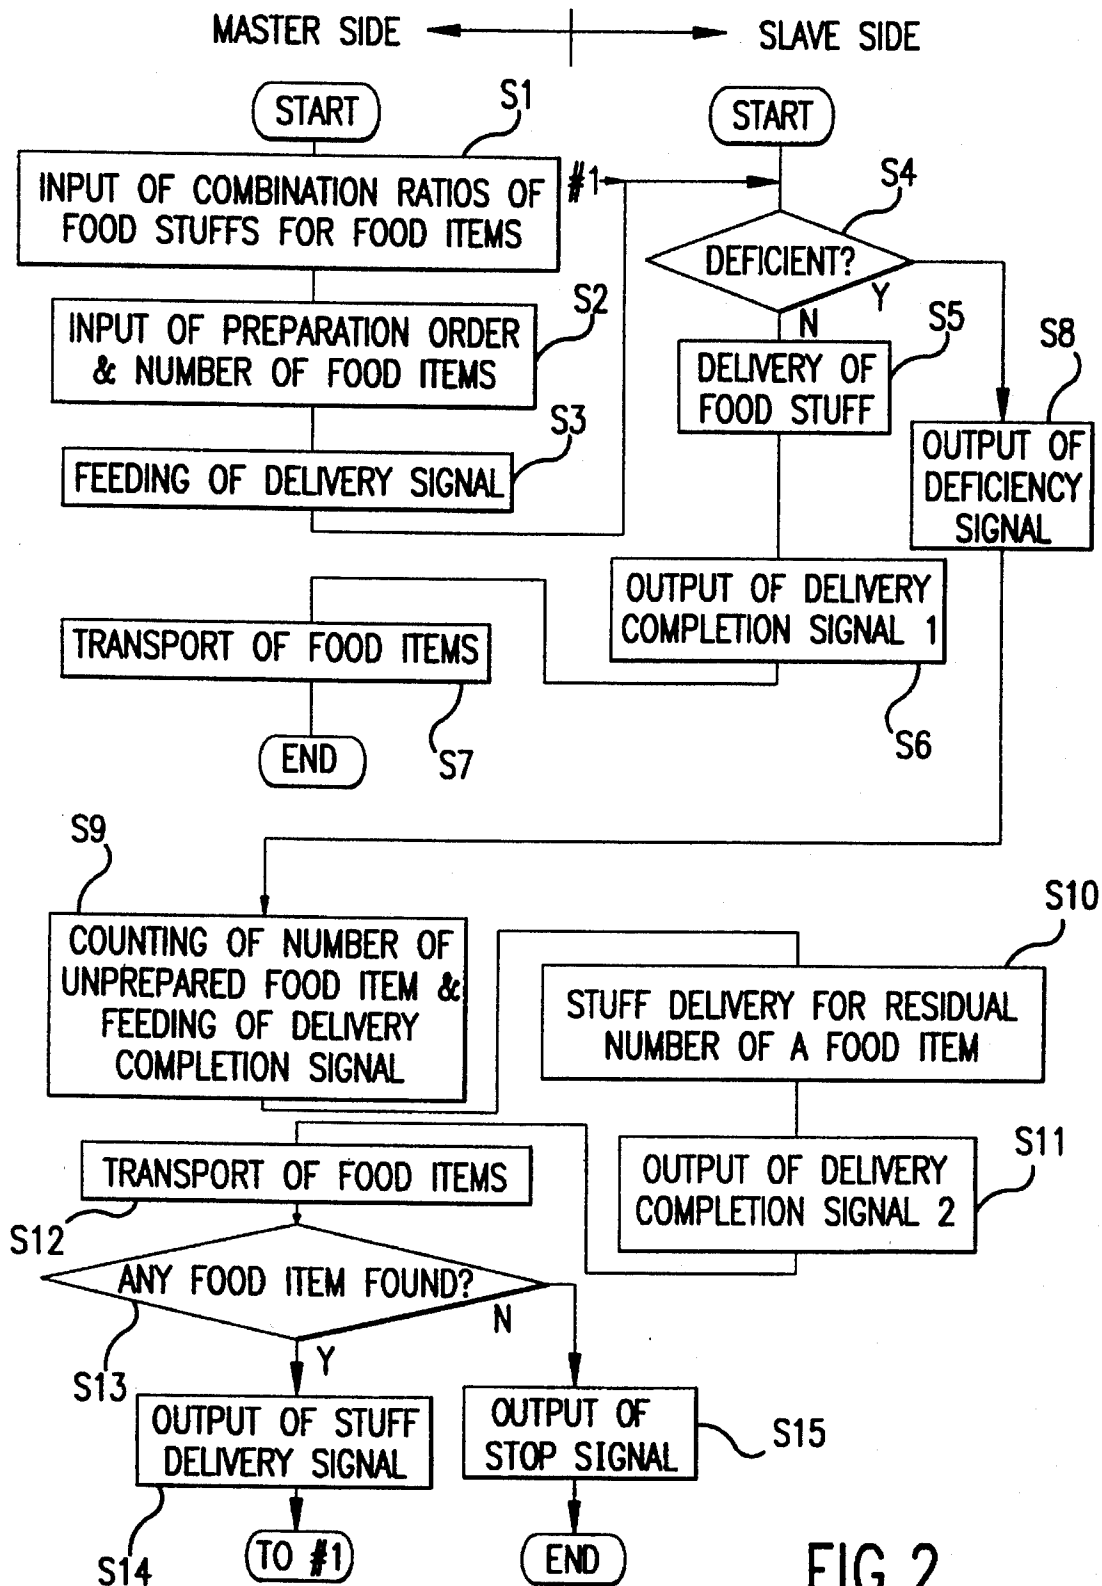 MASTER SIDE
SLAVE SIDE
START
S1
START
INPUT OF COMBINATION RATIOS OF
FOOD STUFFS FOR FOOD ITEMS
#1
S4
DEFICIENT?
Y
N
S2
INPUT OF PREPARATION ORDER
& NUMBER OF FOOD ITEMS
S5
DELIVERY OF
FOOD STUFF
S8
OUTPUT OF
DEFICIENCY
SIGNAL
S3
FEEDING OF DELIVERY SIGNAL
OUTPUT OF DELIVERY
COMPLETION SIGNAL 1
S6
TRANSPORT OF FOOD ITEMS
S7
END
S9
COUNTING OF NUMBER OF
UNPREPARED FOOD ITEM &
FEEDING OF DELIVERY
COMPLETION SIGNAL
S10
STUFF DELIVERY FOR RESIDUAL
NUMBER OF A FOOD ITEM
S11
OUTPUT OF DELIVERY
COMPLETION SIGNAL 2
TRANSPORT OF FOOD ITEMS
S12
ANY FOOD ITEM FOUND?
N
Y
S13
OUTPUT OF STUFF
DELIVERY SIGNAL
OUTPUT OF
STOP SIGNAL
S15
S14
TO #1
END
FIG.2